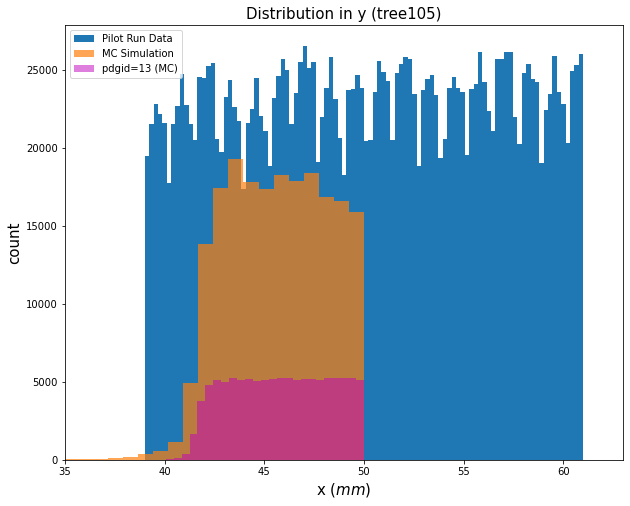 Distribution in y (tree105)
Pilot Run Data
MC Simulation
pdgid=13 (MC)
count
25000
20000
15000
10000
5000
0
35
40
45
50
55
60
x (mm)